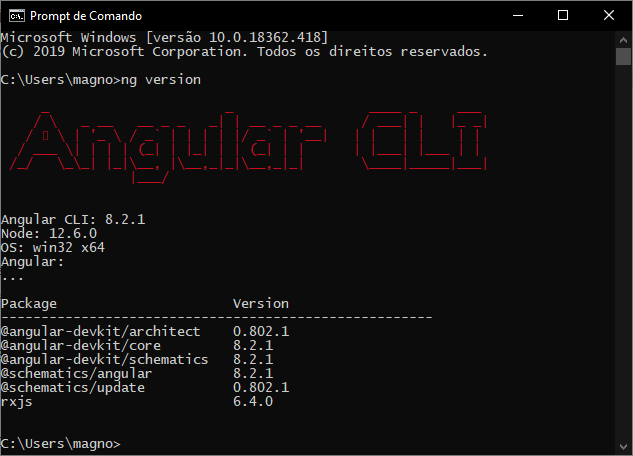 Prompt de Comando
Microsoft Windows [versão 10.0.18362.418]
(c) 2019 Microsoft Corporation. Todos os direitos reservados.
C:\Users\magno>ng version
Angular CLI
Angular CLI: 8.2.1
Node: 12.6.0
OS: win32 x64
Angular:
...
Package Version
------------------------------------------------------
@angular-devkit/architect 0.802.1
@angular-devkit/core 8.2.1
@angular-devkit/schematics 8.2.1
@schematics/angular 8.2.1
@schematics/update 0.802.1
rxjs 6.4.0
C:\Users\magno>